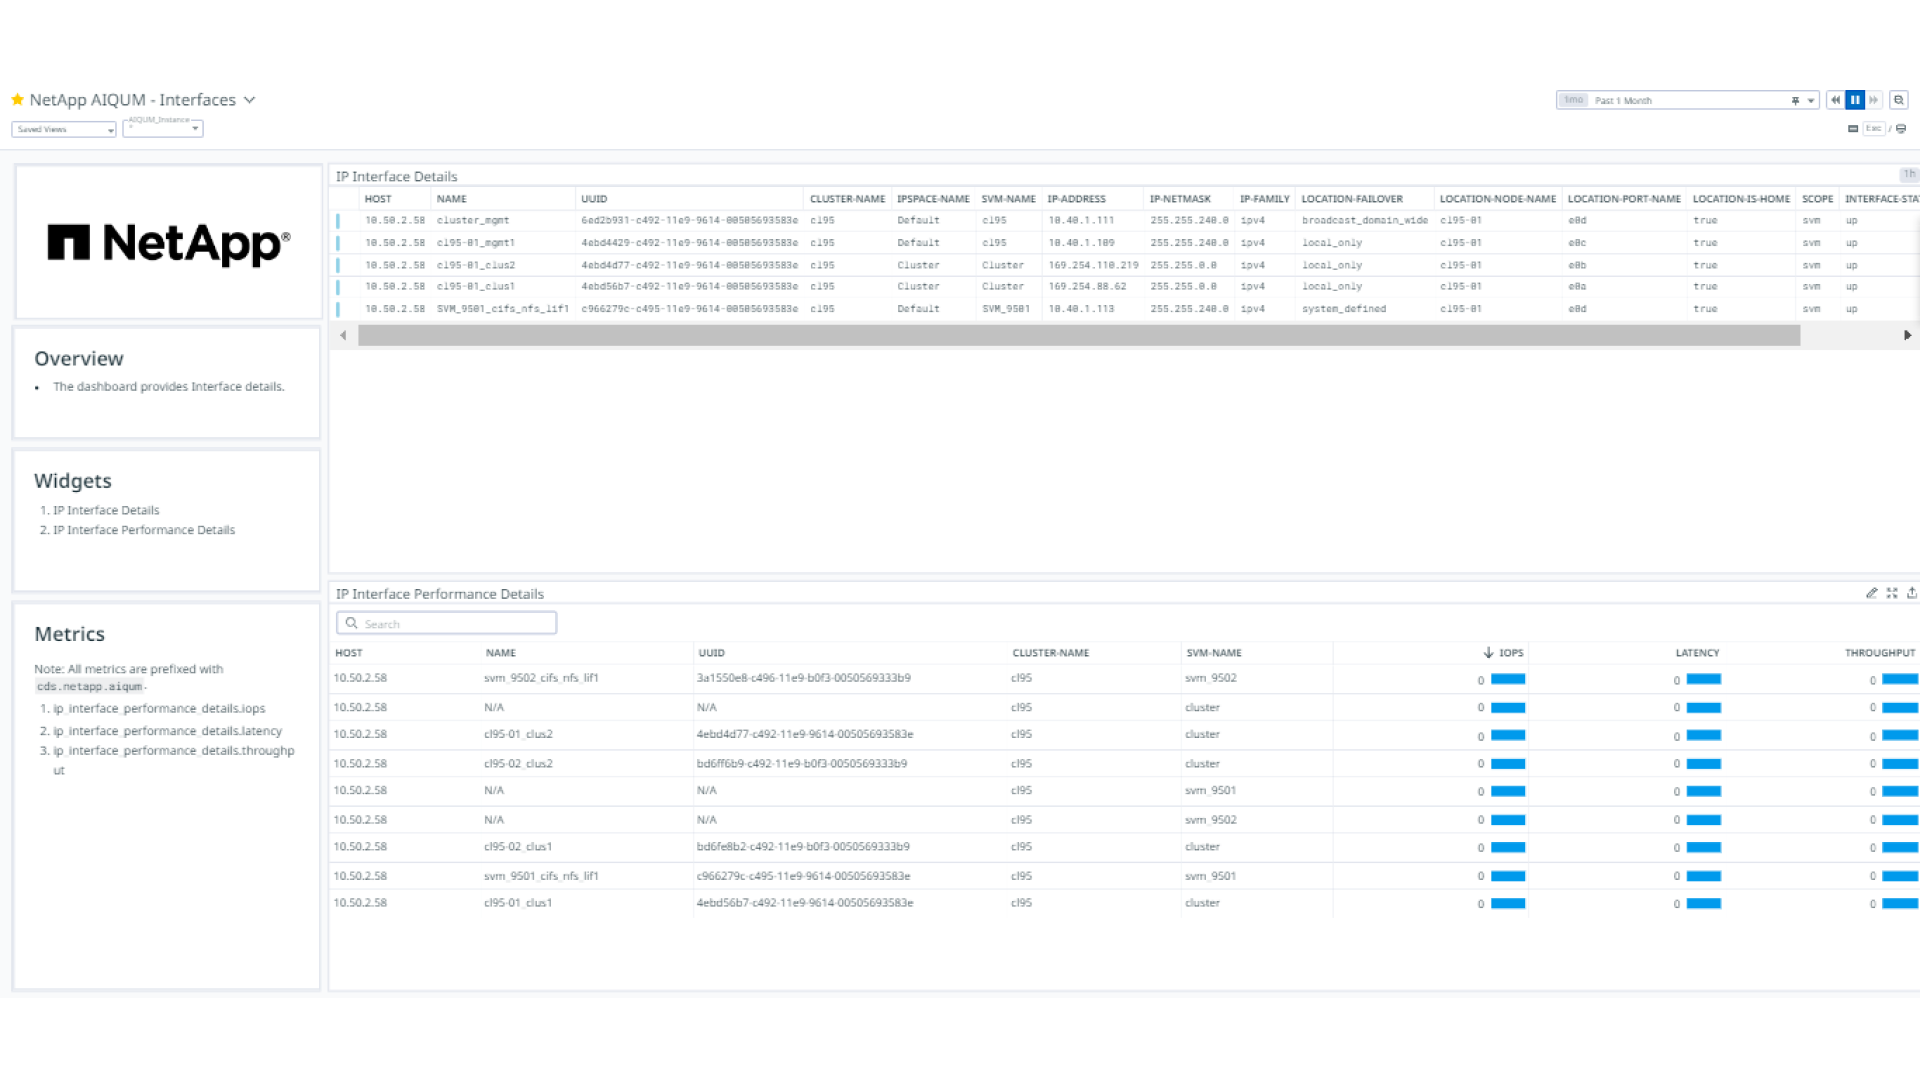 NetApp AIQUM - Interfaces
1mo Past 1 Month
Saved Views
AIQUM_Instance
*
Esc /
NetApp®
Overview
• The dashboard provides Interface details.
Widgets
1. IP Interface Details
2. IP Interface Performance Details
Metrics
Note: All metrics are prefixed with
cds.netapp.aiqum.
1. ip_interface_performance_details.iops
2. ip_interface_performance_details.latency
3. ip_interface_performance_details.throughp
ut
IP Interface Details
1h
HOST NAME UUID CLUSTER-NAME IPSPACE-NAME SVM-NAME IP-ADDRESS IP-NETMASK IP-FAMILY LOCATION-FAILOVER LOCATION-NODE-NAME LOCATION-PORT-NAME LOCATION-IS-HOME SCOPE INTERFACE-STA
10.50.2.58 cluster_mgmt 6ed2b931-c492-11e9-9614-00505693583e cl95 Default cl95 10.40.1.111 255.255.240.0 ipv4 broadcast_domain_wide cl95-01 e0d true svm up
10.50.2.58 cl95-01_mgmt1 4ebd4429-c492-11e9-9614-00505693583e cl95 Default cl95 10.40.1.109 255.255.240.0 ipv4 local_only cl95-01 e0c true svm up
10.50.2.58 cl95-01_clus2 4ebd4d77-c492-11e9-9614-00505693583e cl95 Cluster Cluster 169.254.110.219 255.255.0.0 ipv4 local_only cl95-01 e0b true svm up
10.50.2.58 cl95-01_clus1 4ebd56b7-c492-11e9-9614-00505693583e cl95 Cluster Cluster 169.254.88.62 255.255.0.0 ipv4 local_only cl95-01 e0a true svm up
10.50.2.58 SVM_9501_cifs_nfs_lif1 c966279c-c495-11e9-9614-00505693583e cl95 Default SVM_9501 10.40.1.113 255.255.240.0 ipv4 system_defined cl95-01 e0d true svm up
IP Interface Performance Details
Search
HOST NAME UUID CLUSTER-NAME SVM-NAME IOPS LATENCY THROUGHPUT
10.50.2.58 svm_9502_cifs_nfs_lif1 3a1550e8-c496-11e9-b0f3-0050569333b9 cl95 svm_9502 0 0 0
10.50.2.58 N/A N/A cl95 cluster 0 0 0
10.50.2.58 cl95-01_clus2 4ebd4d77-c492-11e9-9614-00505693583e cl95 cluster 0 0 0
10.50.2.58 cl95-02_clus2 bd6ff6b9-c492-11e9-b0f3-0050569333b9 cl95 cluster 0 0 0
10.50.2.58 N/A N/A cl95 svm_9501 0 0 0
10.50.2.58 N/A N/A cl95 svm_9502 0 0 0
10.50.2.58 cl95-02_clus1 bd6fe8b2-c492-11e9-b0f3-0050569333b9 cl95 cluster 0 0 0
10.50.2.58 svm_9501_cifs_nfs_lif1 c966279c-c495-11e9-9614-00505693583e cl95 svm_9501 0 0 0
10.50.2.58 cl95-01_clus1 4ebd56b7-c492-11e9-9614-00505693583e cl95 cluster 0 0 0